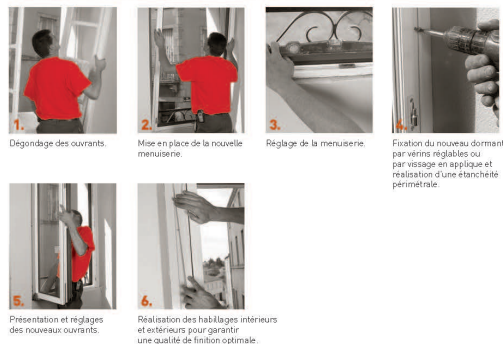 1.
Dégondage des ouvrants.
2.
Mise en place de la nouvelle
menuiserie.
3.
Réglage de la menuiserie.
4.
Fixation du nouveau dormant
par vérins réglables ou
par vissage en applique et
réalisation d'une étanchéité
périmétrale
5.
Présentation et réglages
des nouveaux ouvrants.
6.
Réalisation des habillages intérieurs
et extérieurs pour garantir
une qualité de finition optimale.